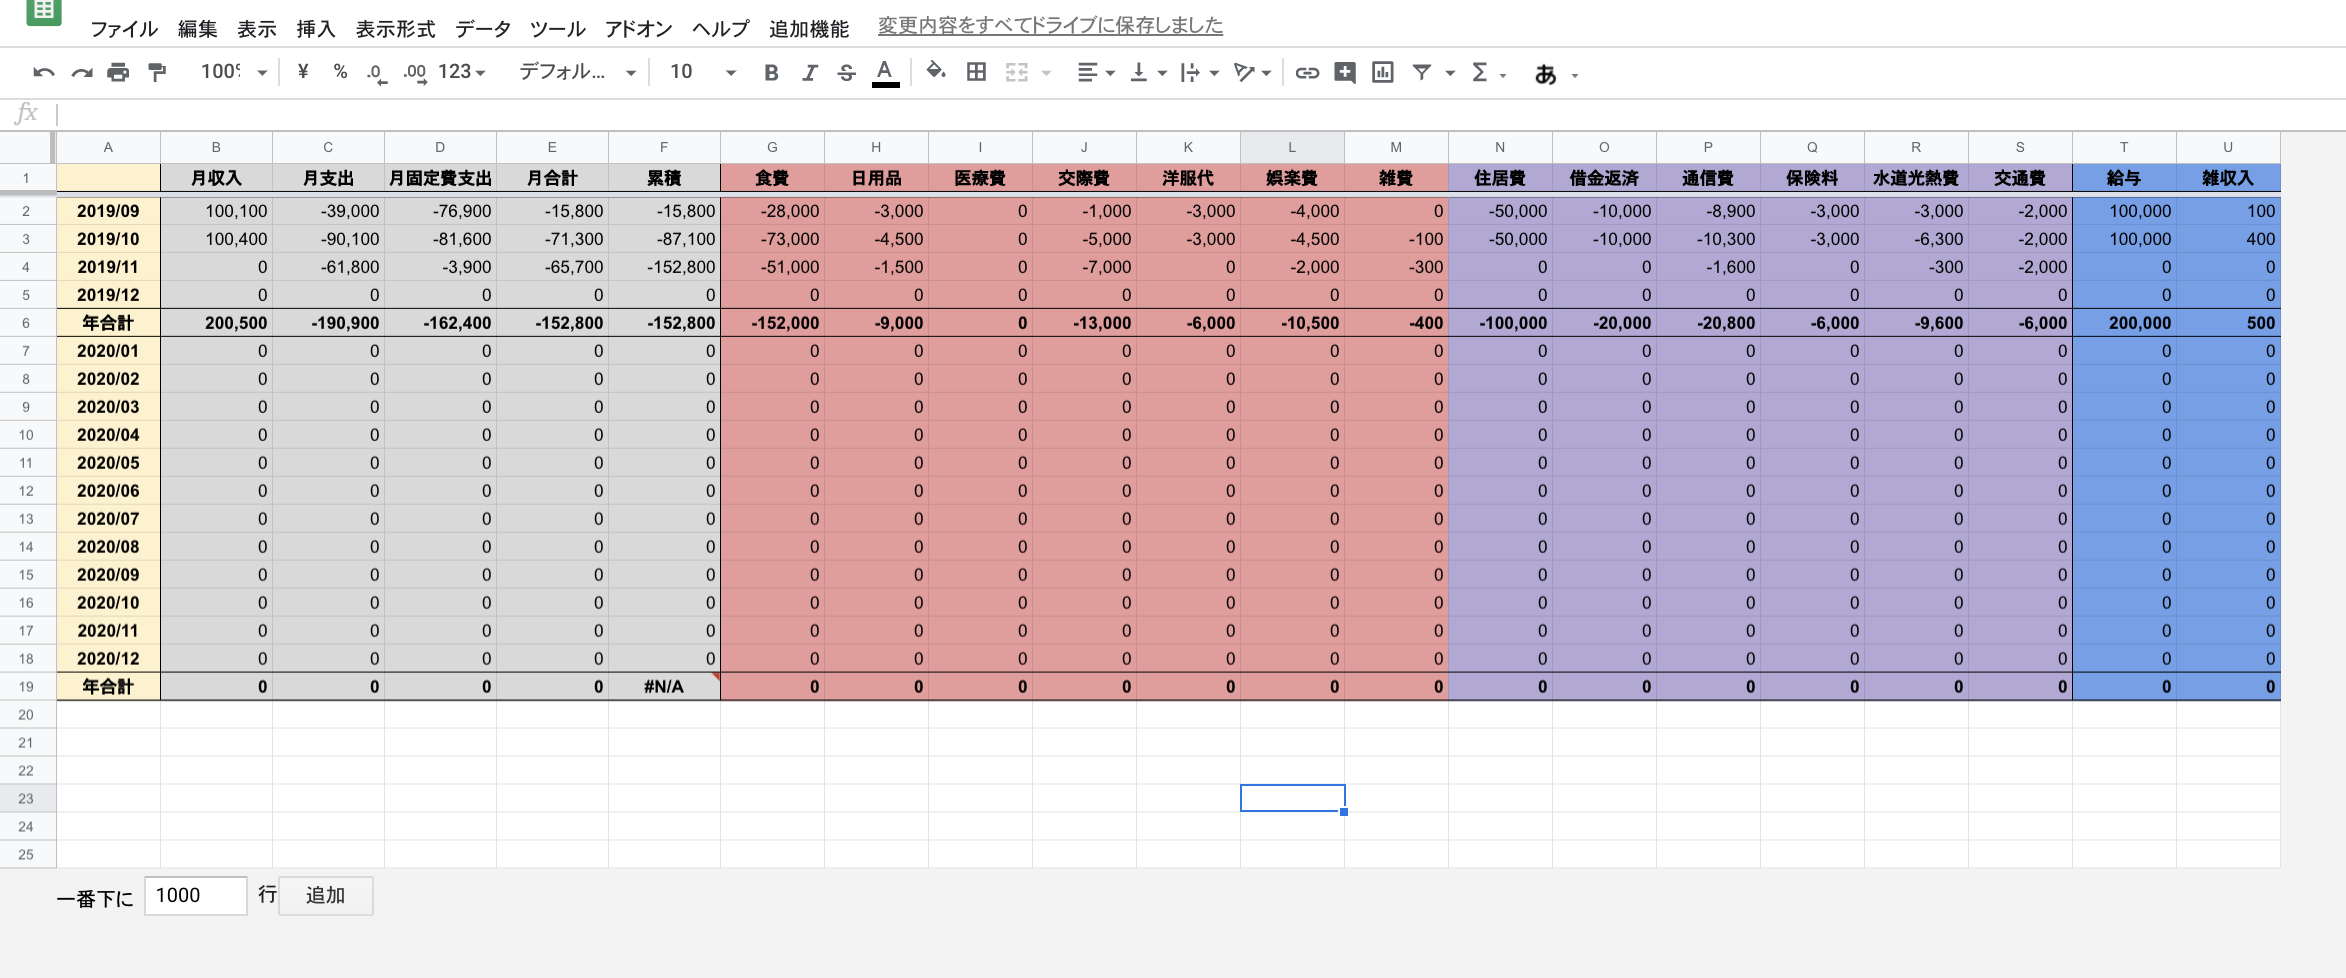 ファイル 編集 表示 挿入 表示形式 データ ツール アドオン ヘルプ 追加機能 変更内容をすべてドライブに保存しました
100% ¥ % .0 .00 123 デフォル... 10 B I S A Σ あ
fx
A B C D E F G H I J K L M N O P Q R S T U
1 月収入 月支出 月固定費支出 月合計 累積 食費 日用品 医療費 交際費 洋服代 娯楽費 雑費 住居費 借金返済 通信費 保険料 水道光熱費 交通費 給与 雑収入
2 2019/09 100,100 -39,000 -76,900 -15,800 -15,800 -28,000 -3,000 0 -1,000 -3,000 -4,000 0 -50,000 -10,000 -8,900 -3,000 -3,000 -2,000 100,000 100
3 2019/10 100,400 -90,100 -81,600 -71,300 -87,100 -73,000 -4,500 0 -5,000 -3,000 -4,500 -100 -50,000 -10,000 -10,300 -3,000 -6,300 -2,000 100,000 400
4 2019/11 0 -61,800 -3,900 -65,700 -152,800 -51,000 -1,500 0 -7,000 0 -2,000 -300 0 0 -1,600 0 -300 -2,000 0 0
5 2019/12 0 0 0 0 0 0 0 0 0 0 0 0 0 0 0 0 0 0 0 0
6 年合計 200,500 -190,900 -162,400 -152,800 -152,800 -152,000 -9,000 0 -13,000 -6,000 -10,500 -400 -100,000 -20,000 -20,800 -6,000 -9,600 -6,000 200,000 500
7 2020/01 0 0 0 0 0 0 0 0 0 0 0 0 0 0 0 0 0 0 0 0
8 2020/02 0 0 0 0 0 0 0 0 0 0 0 0 0 0 0 0 0 0 0 0
9 2020/03 0 0 0 0 0 0 0 0 0 0 0 0 0 0 0 0 0 0 0 0
10 2020/04 0 0 0 0 0 0 0 0 0 0 0 0 0 0 0 0 0 0 0 0
11 2020/05 0 0 0 0 0 0 0 0 0 0 0 0 0 0 0 0 0 0 0 0
12 2020/06 0 0 0 0 0 0 0 0 0 0 0 0 0 0 0 0 0 0 0 0
13 2020/07 0 0 0 0 0 0 0 0 0 0 0 0 0 0 0 0 0 0 0 0
14 2020/08 0 0 0 0 0 0 0 0 0 0 0 0 0 0 0 0 0 0 0 0
15 2020/09 0 0 0 0 0 0 0 0 0 0 0 0 0 0 0 0 0 0 0 0
16 2020/10 0 0 0 0 0 0 0 0 0 0 0 0 0 0 0 0 0 0 0 0
17 2020/11 0 0 0 0 0 0 0 0 0 0 0 0 0 0 0 0 0 0 0 0
18 2020/12 0 0 0 0 0 0 0 0 0 0 0 0 0 0 0 0 0 0 0 0
19 年合計 0 0 0 0 #N/A 0 0 0 0 0 0 0 0 0 0 0 0 0 0 0
20
21
22
23
24
25
一番下に 1000 行 追加